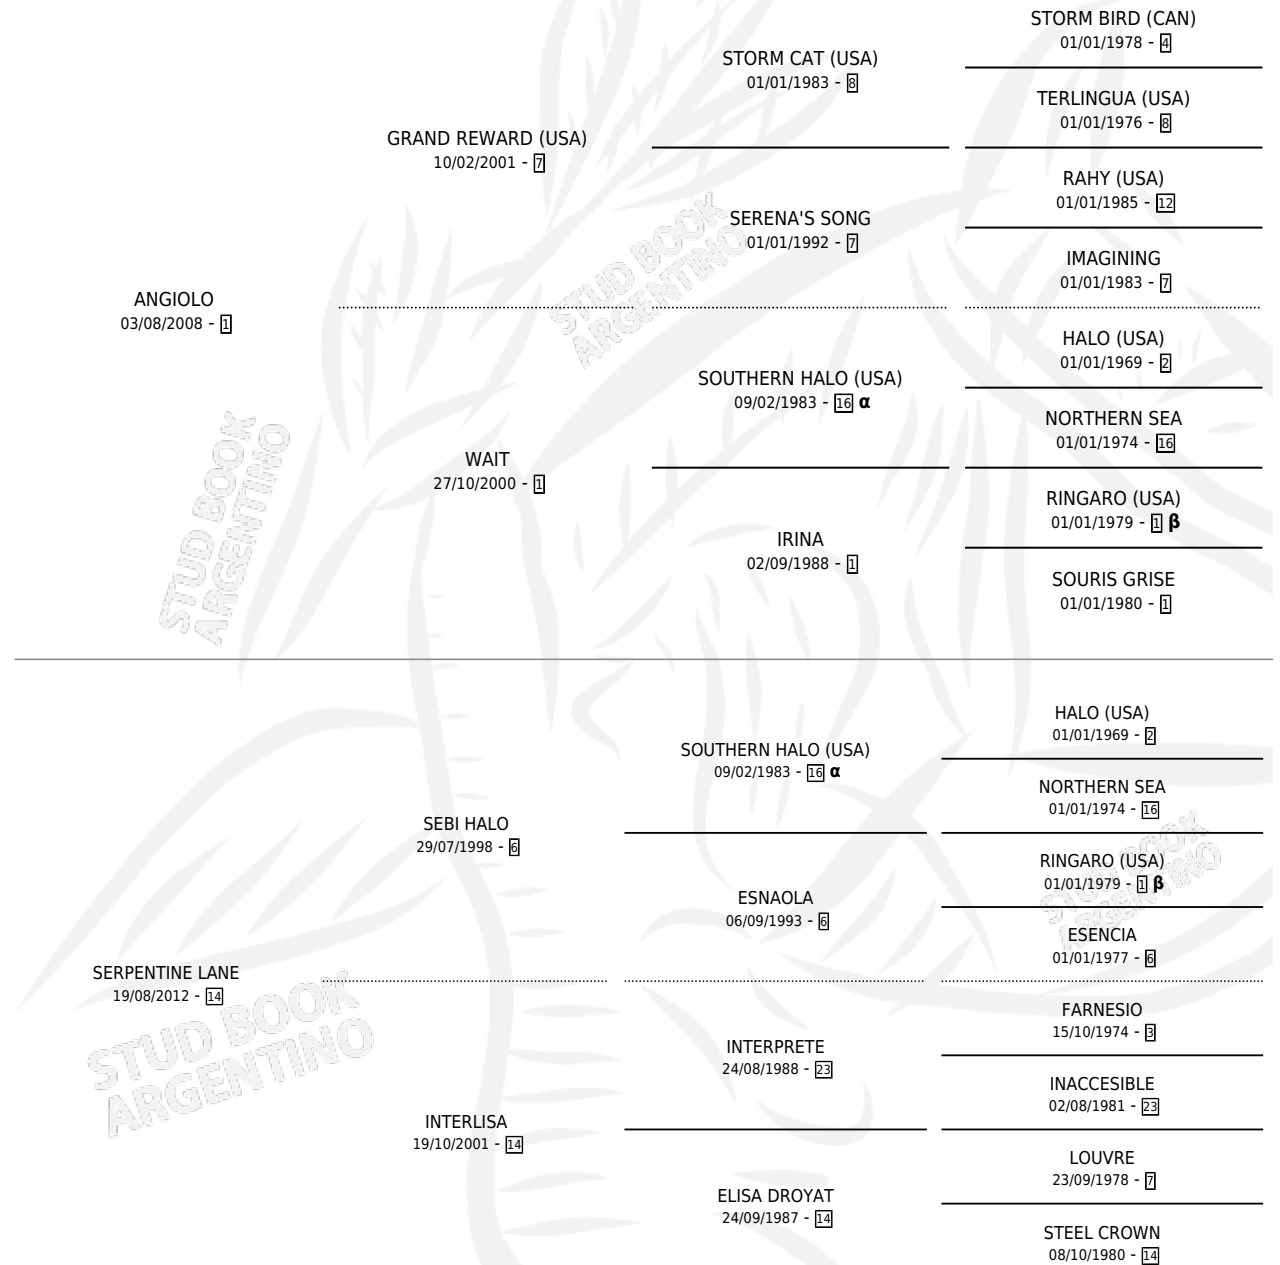 STORM BIRD (CAN)
01/01/1978 - 4
STORM CAT (USA)
01/01/1983 - 8
TERLINGUA (USA)
01/01/1976 - 8
GRAND REWARD (USA)
10/02/2001 - 7
RAHY (USA)
01/01/1985 - 12
SERENA'S SONG
01/01/1992 - 7
IMAGINING
01/01/1983 - 7
STUD BOOK
ARGENTINO
ANGIOLO
03/08/2008 - 1
HALO (USA)
01/01/1969 - 2
SOUTHERN HALO (USA)
09/02/1983 - 16 α
NORTHERN SEA
01/01/1974 - 16
WAIT
27/10/2000 - 1
RINGARO (USA)
01/01/1979 - 1 β
IRINA
02/09/1988 - 1
SOURIS GRISE
01/01/1980 - 1
STUD BOOK
ARGENTINO
HALO (USA)
01/01/1969 - 2
SOUTHERN HALO (USA)
09/02/1983 - 16 α
NORTHERN SEA
01/01/1974 - 16
SEBI HALO
29/07/1998 - 6
RINGARO (USA)
01/01/1979 - 1 β
STUD BOOK
ARGENTINO
ESNAOLA
06/09/1993 - 6
ESENCIA
01/01/1977 - 6
SERPENTINE LANE
19/08/2012 - 14
STUD BOOK
ARGENTINO
FARNESIO
15/10/1974 - 3
INTERPRETE
24/08/1988 - 23
INACCESIBLE
02/08/1981 - 23
INTERLISA
19/10/2001 - 14
LOUVRE
23/09/1978 - 7
ELISA DROYAT
24/09/1987 - 14
STEEL CROWN
08/10/1980 - 14